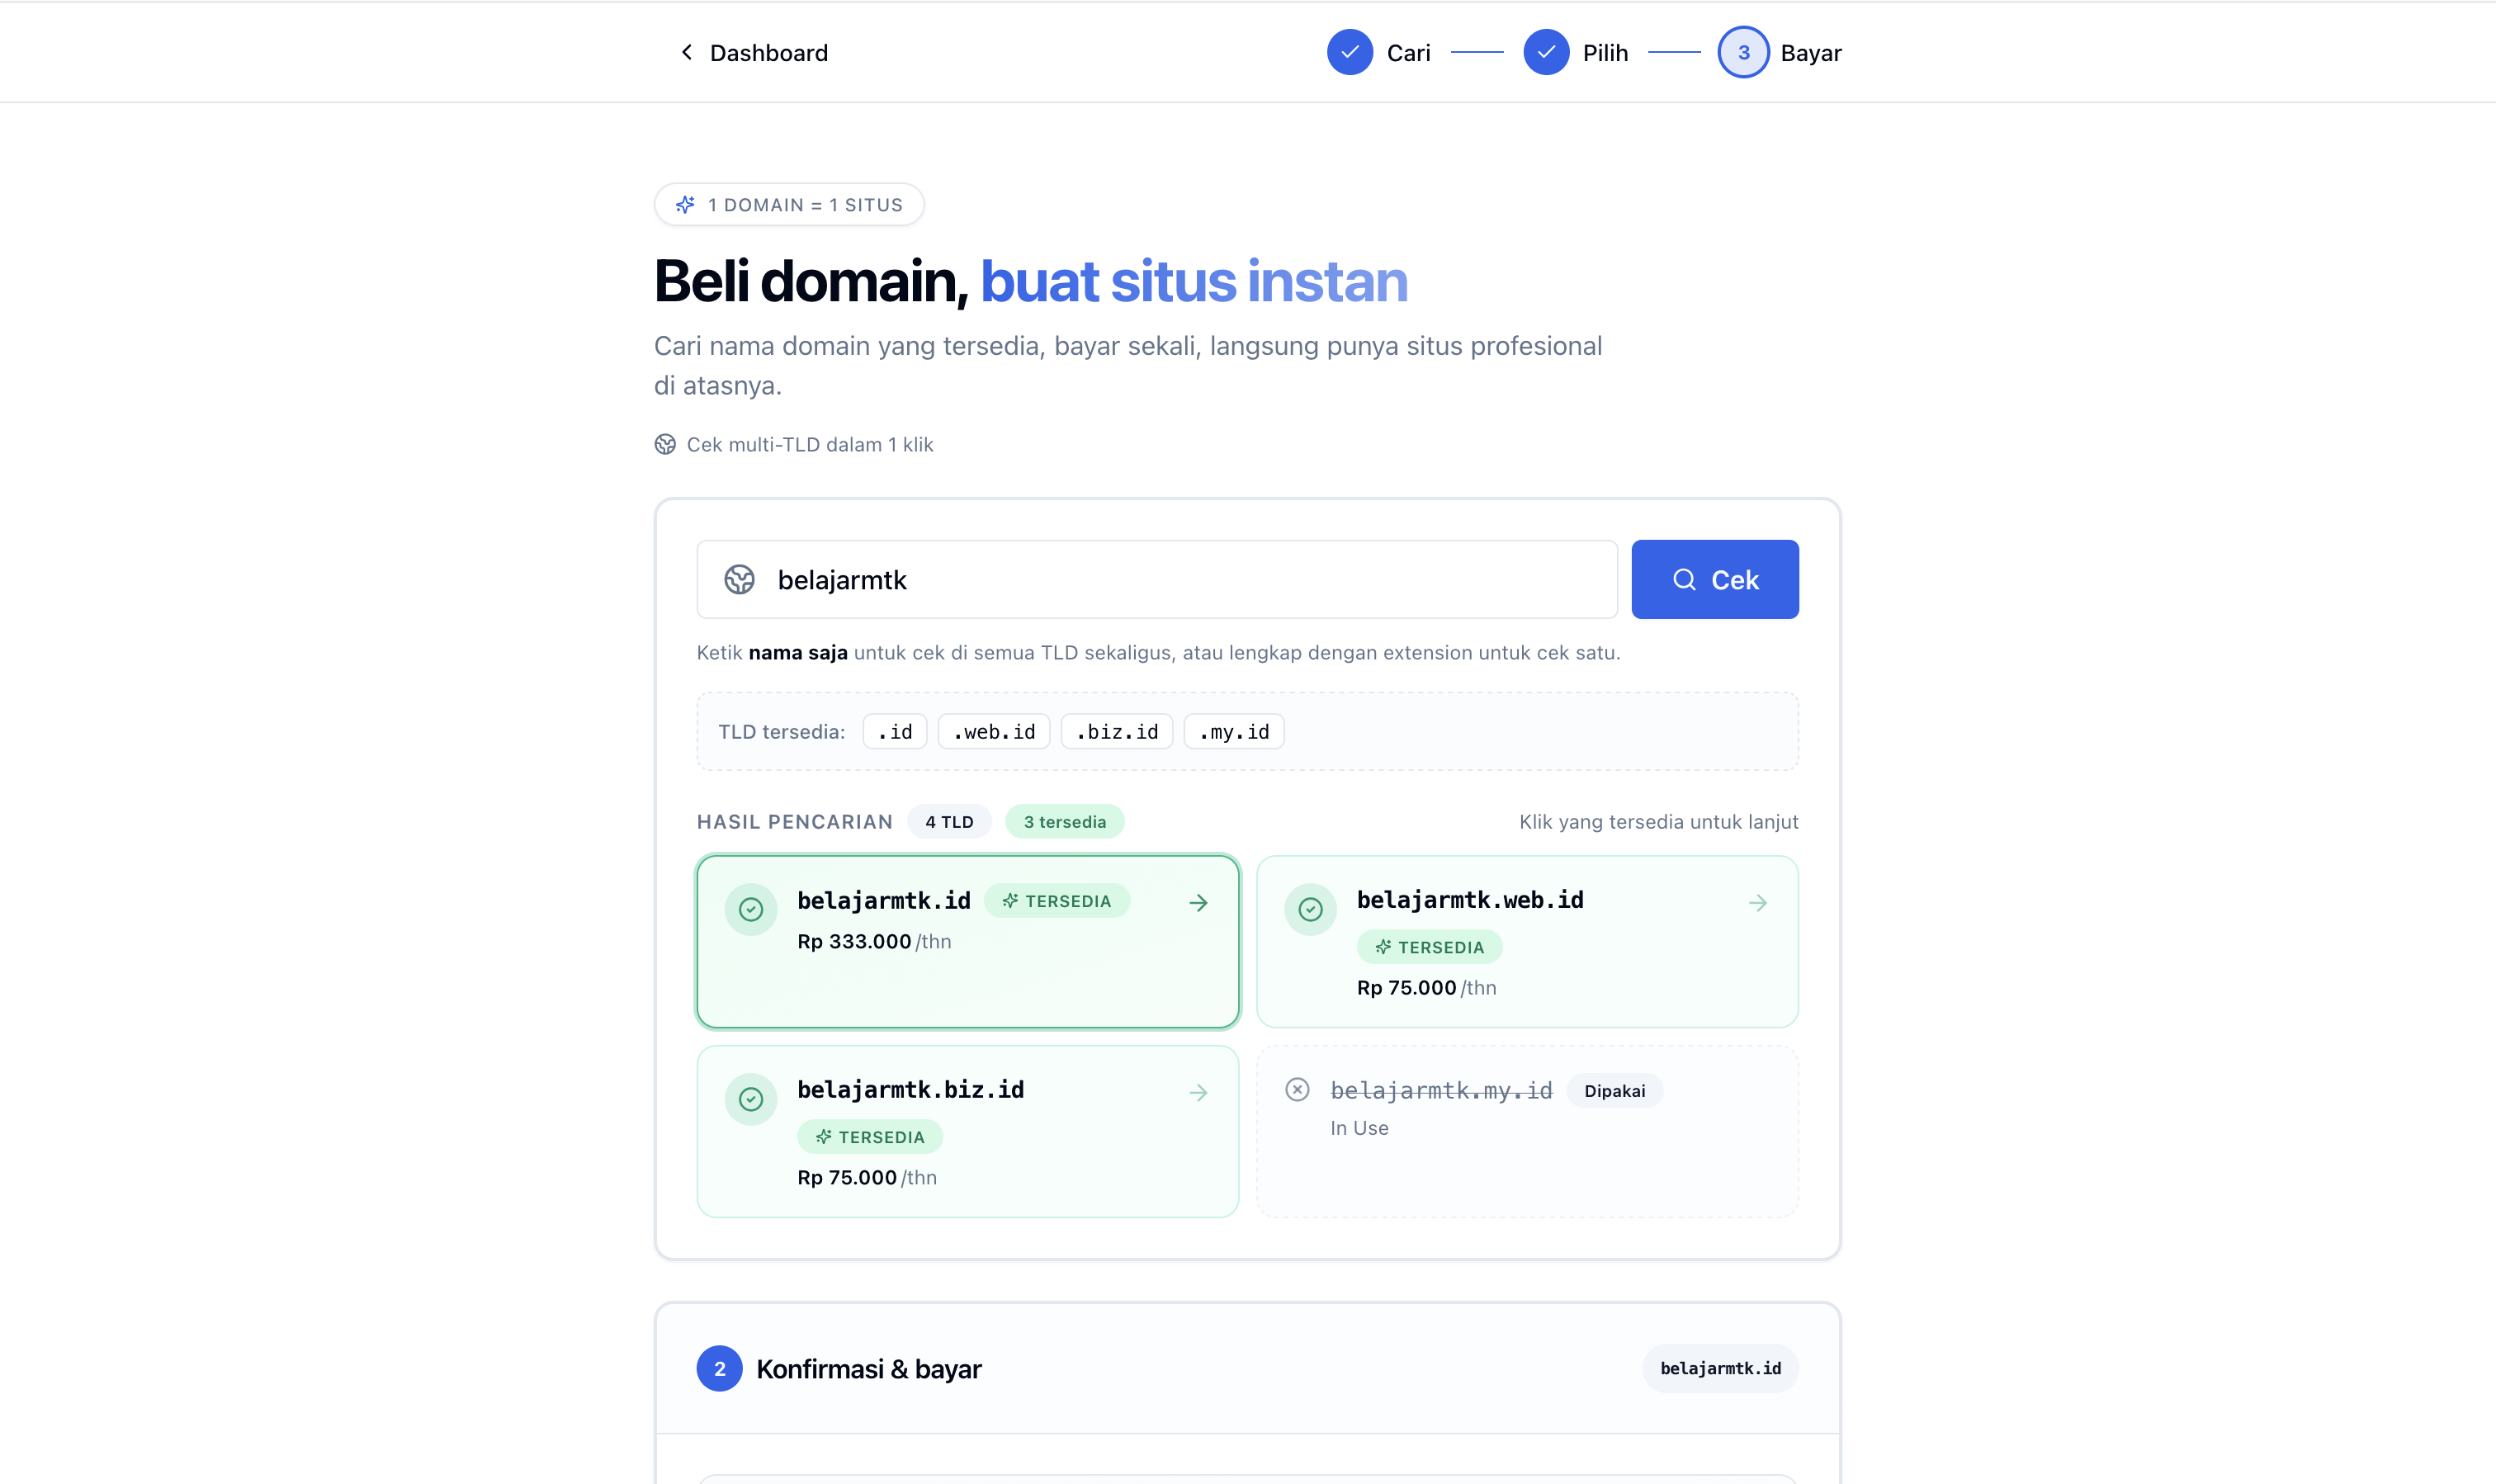 Dashboard
Cari
Pilih
3 Bayar
1 DOMAIN = 1 SITUS
Beli domain, buat situs instan
Cari nama domain yang tersedia, bayar sekali, langsung punya situs profesional
di atasnya.
Cek multi-TLD dalam 1 klik
belajarmtk
Cek
Ketik nama saja untuk cek di semua TLD sekaligus, atau lengkap dengan extension untuk cek satu.
TLD tersedia: .id .web.id .biz.id .my.id
HASIL PENCARIAN 4 TLD 3 tersedia
Klik yang tersedia untuk lanjut
belajarmtk.id TERSEDIA
Rp 333.000/thn
belajarmtk.web.id
TERSEDIA
Rp 75.000/thn
belajarmtk.biz.id
TERSEDIA
Rp 75.000/thn
belajarmtk.my.id Dipakai
In Use
2 Konfirmasi & bayar
belajarmtk.id